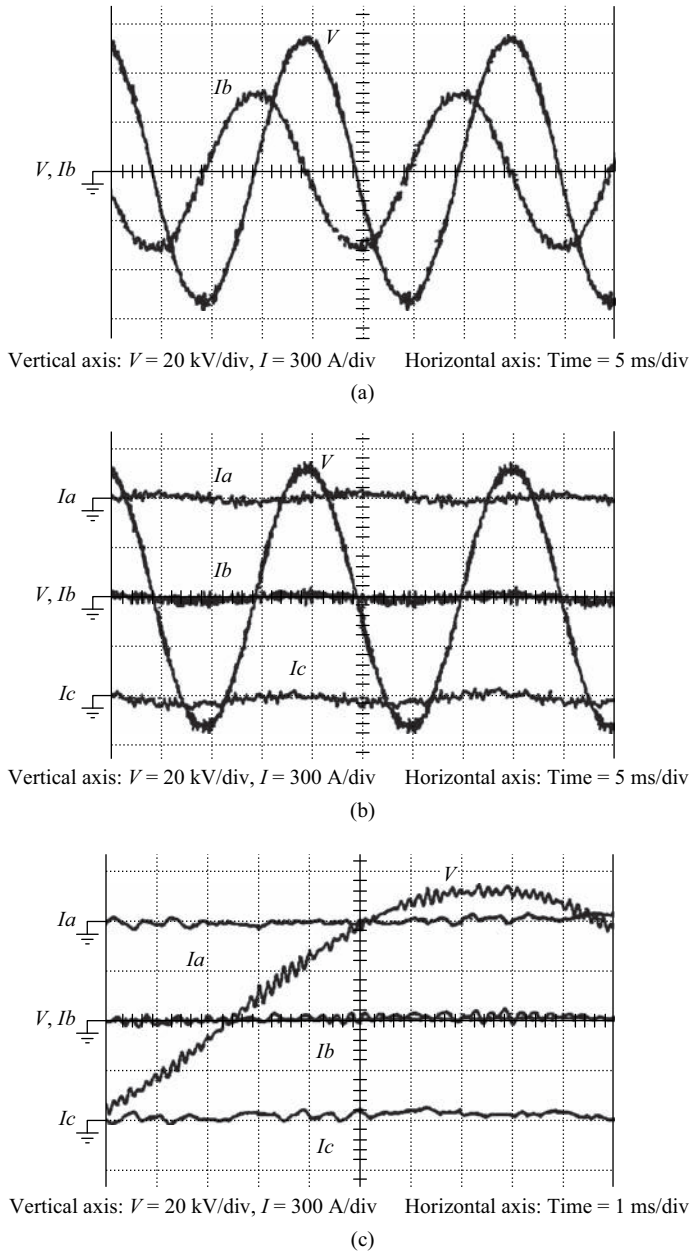 V
Ib
V, Ib
Vertical axis: V = 20 kV/div, I = 300 A/div Horizontal axis: Time = 5 ms/div
(a)
V
Ia
Ia
Ib
V, Ib
Ic
Ic
Vertical axis: V = 20 kV/div, I = 300 A/div Horizontal axis: Time = 5 ms/div
(b)
V
Ia
Ia
V, Ib
Ib
Ic
Ic
Vertical axis: V = 20 kV/div, I = 300 A/div Horizontal axis: Time = 1 ms/div
(c)